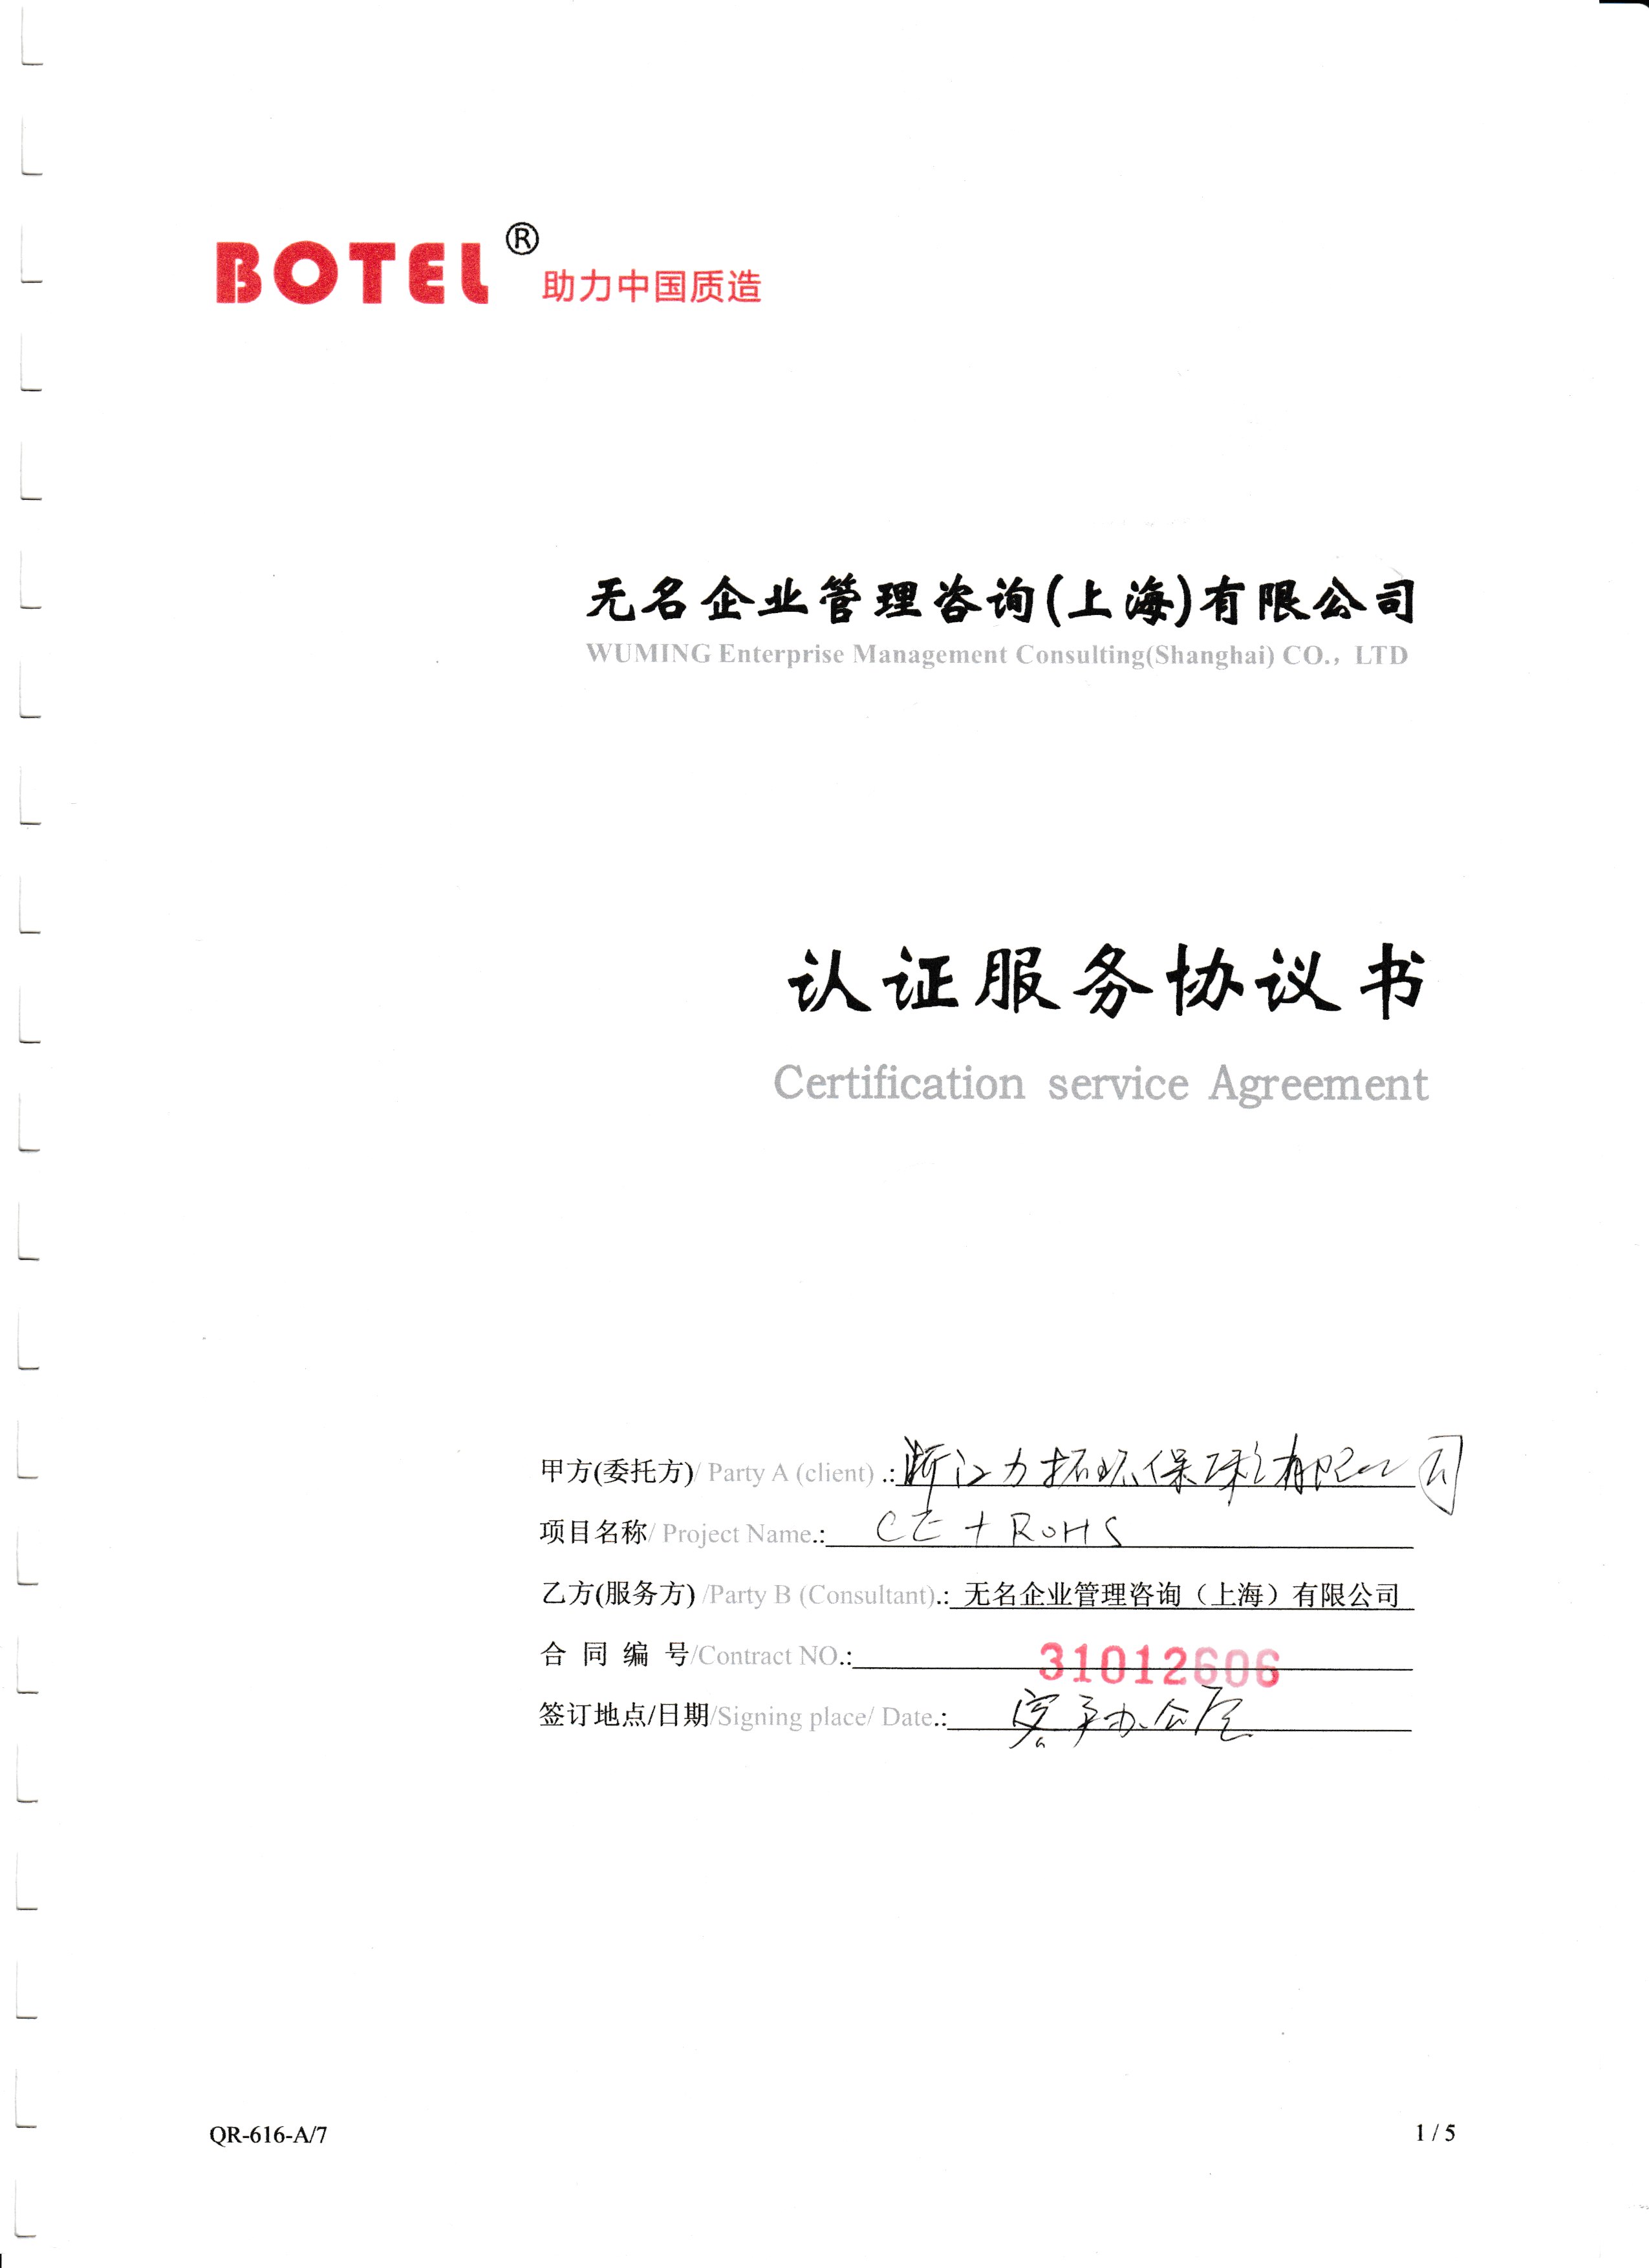 BOTEL® 助力中国质造
无名企业管理咨询(上海)有限公司
WUMING Enterprise Management Consulting(Shanghai) CO., LTD
认证服务协议书
Certification service Agreement
甲方(委托方)/ Party A (client) .: 浙江力拓环保科技有限公司
项目名称/ Project Name.: CE + ROHS
乙方(服务方) /Party B (Consultant).: 无名企业管理咨询（上海）有限公司
合 同 编 号/Contract NO.: 31012606
签订地点/日期/Signing place/ Date.: 客户办公室
QR-616-A/7
1 / 5